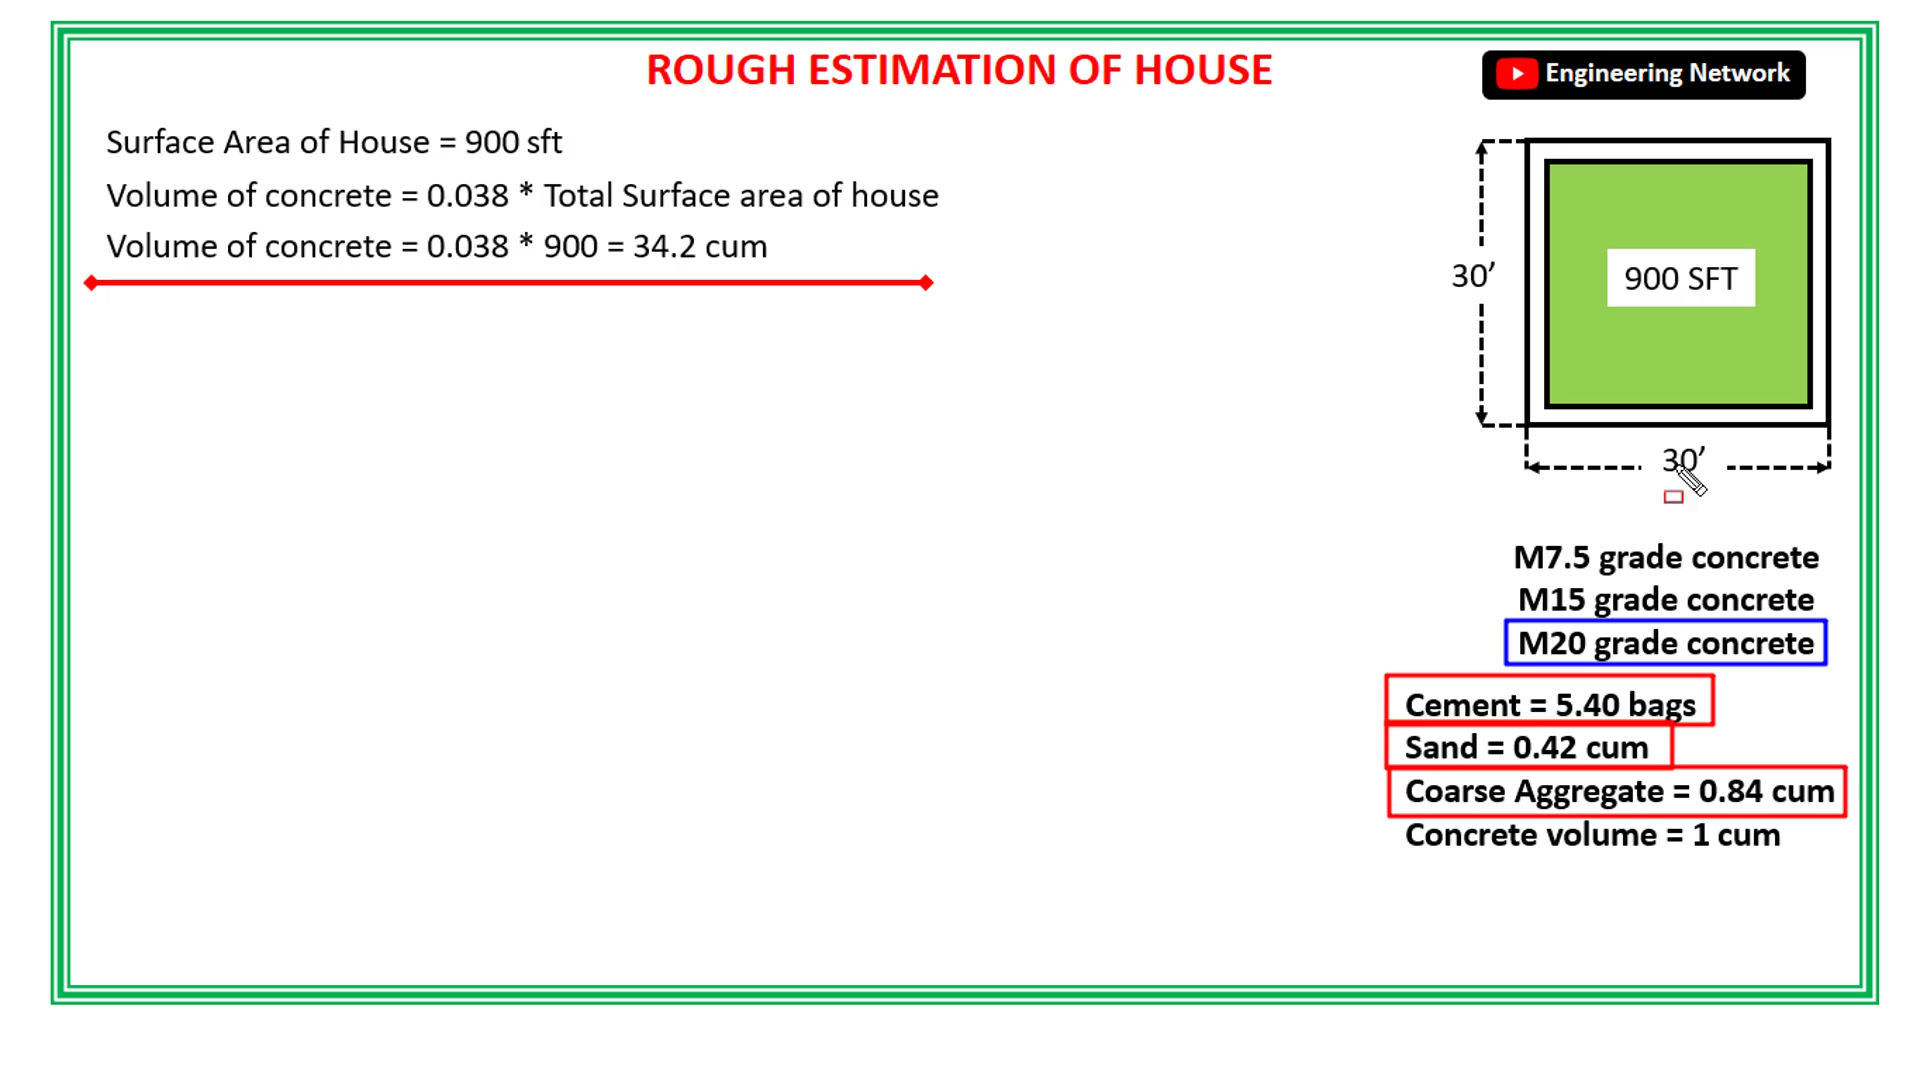 ROUGH ESTIMATION OF HOUSE
Engineering Network
Surface Area of House = 900 sft
Volume of concrete = 0.038 * Total Surface area of house
Volume of concrete = 0.038 * 900 = 34.2 cum
30’
900 SFT
30’
M7.5 grade concrete
M15 grade concrete
M20 grade concrete
Cement = 5.40 bags
Sand = 0.42 cum
Coarse Aggregate = 0.84 cum
Concrete volume = 1 cum